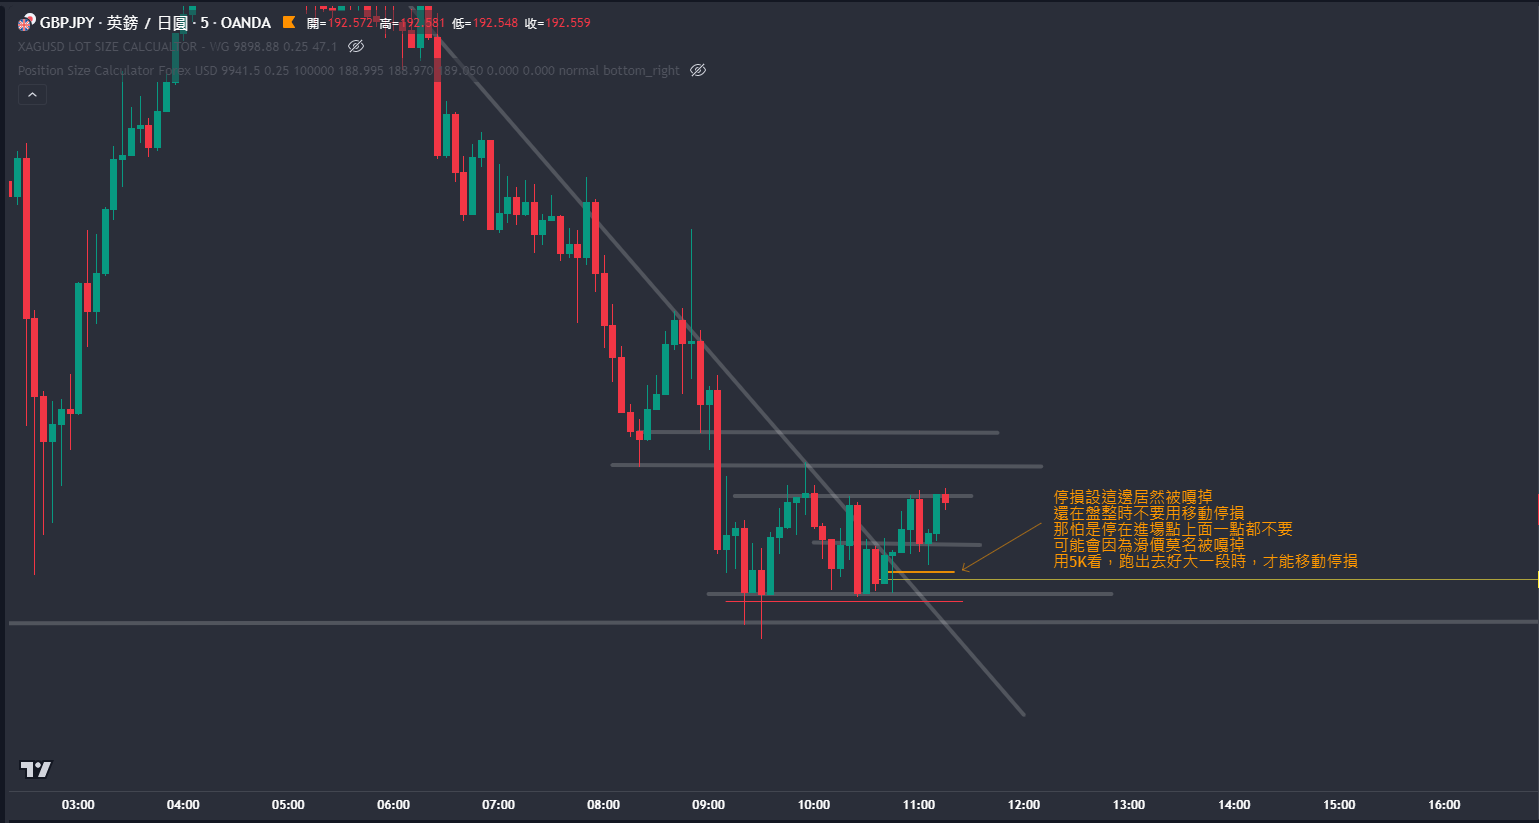 GBPJPY · 英鎊 / 日圓 · 5 · OANDA 開=192.572 高=192.581 低=192.548 收=192.559
XAGUSD LOT SIZE CALCUALTOR - WG 9898.88 0.25 47.1
Position Size Calculator Forex USD 9941.5 0.25 100000 188.995 188.970 189.050 0.000 0.000 normal bottom_right
停損設這邊居然被嘎掉
還在盤整時不要用移動停損
那怕是停在進場點上面一點都不要
可能會因為滑價莫名被嘎掉
用5K看，跑出去好大一段時，才能移動停損
03:00 04:00 05:00 06:00 07:00 08:00 09:00 10:00 11:00 12:00 13:00 14:00 15:00 16:00